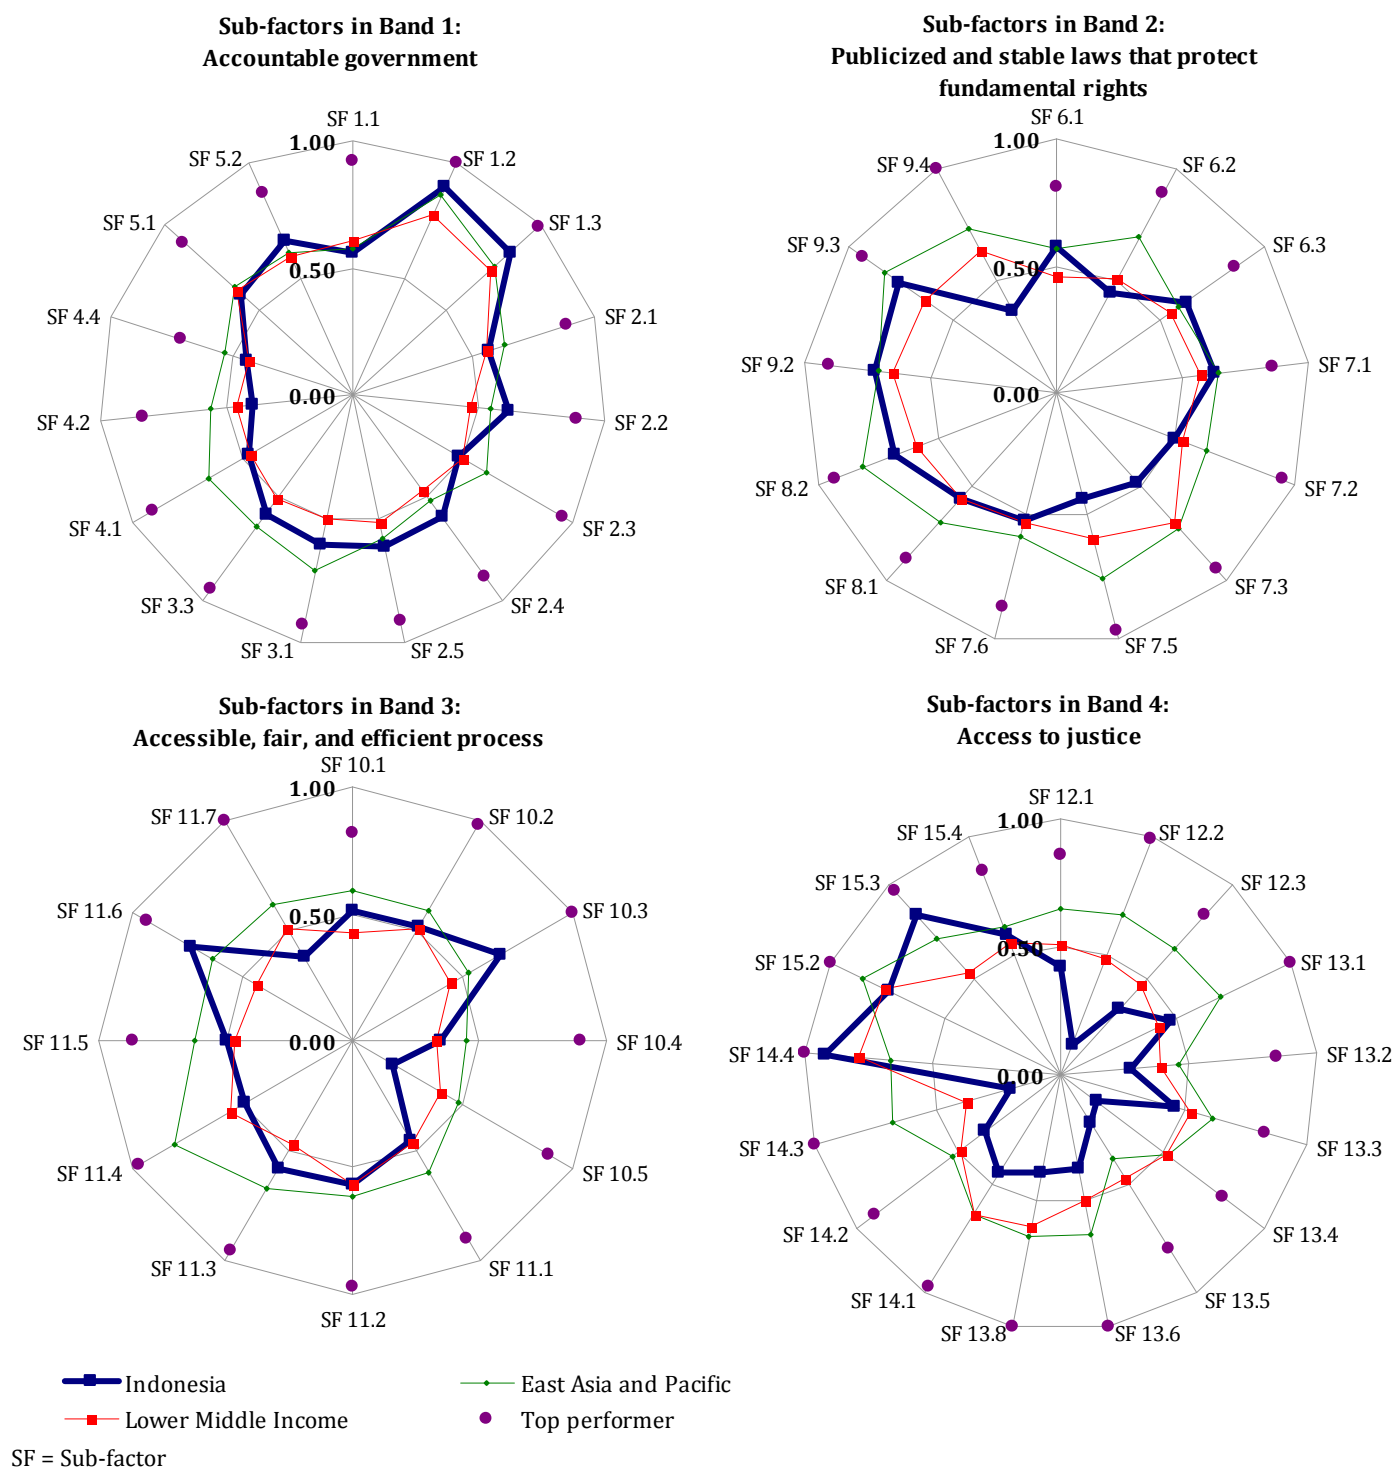 Sub-factors in Band 1:
Accountable government
SF 1.1
1.00
SF 5.2
SF 1.2
SF 5.1
SF 1.3
0.50
SF 4.4
SF 2.1
0.00
SF 4.2
SF 2.2
SF 4.1
SF 2.3
SF 3.3
SF 2.4
SF 3.1
SF 2.5
Sub-factors in Band 2:
Publicized and stable laws that protect
fundamental rights
SF 6.1
1.00
SF 9.4
SF 6.2
SF 9.3
SF 6.3
0.50
SF 9.2
SF 7.1
0.00
SF 8.2
SF 7.2
SF 8.1
SF 7.3
SF 7.6
SF 7.5
Sub-factors in Band 3:
Accessible, fair, and efficient process
SF 10.1
1.00
SF 11.7
SF 10.2
SF 11.6
SF 10.3
0.50
SF 11.5
0.00
SF 10.4
SF 11.4
SF 10.5
SF 11.3
SF 11.1
SF 11.2
Sub-factors in Band 4:
Access to justice
SF 12.1
1.00
SF 15.4
SF 12.2
SF 15.3
SF 12.3
0.50
SF 15.2
SF 13.1
SF 14.4
0.00
SF 13.2
SF 14.3
SF 13.3
SF 14.2
SF 13.4
SF 14.1
SF 13.5
SF 13.8
SF 13.6
Indonesia
East Asia and Pacific
Lower Middle Income
Top performer
SF = Sub-factor